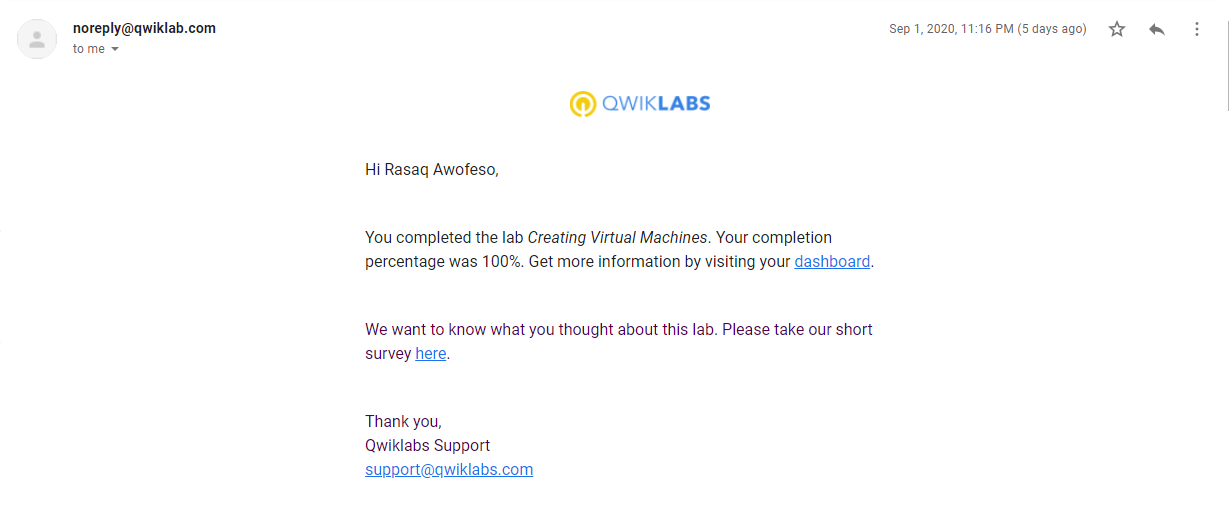 noreply@qwiklab.com
Sep 1, 2020, 11:16 PM (5 days ago)
to me
QWIKLABS
Hi Rasaq Awofeso,
You completed the lab Creating Virtual Machines. Your completion
percentage was 100%. Get more information by visiting your dashboard.
We want to know what you thought about this lab. Please take our short
survey here.
Thank you,
Qwiklabs Support
support@qwiklabs.com